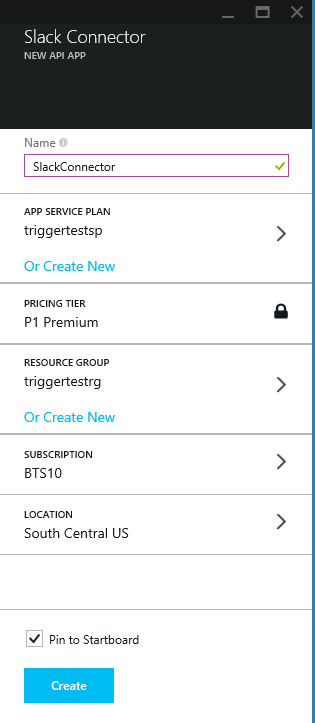 Slack Connector
NEW API APP
Name
SlackConnector
APP SERVICE PLAN
triggertestsp
Or Create New
PRICING TIER
P1 Premium
RESOURCE GROUP
triggertestrg
Or Create New
SUBSCRIPTION
BTS10
LOCATION
South Central US
Pin to Startboard
Create